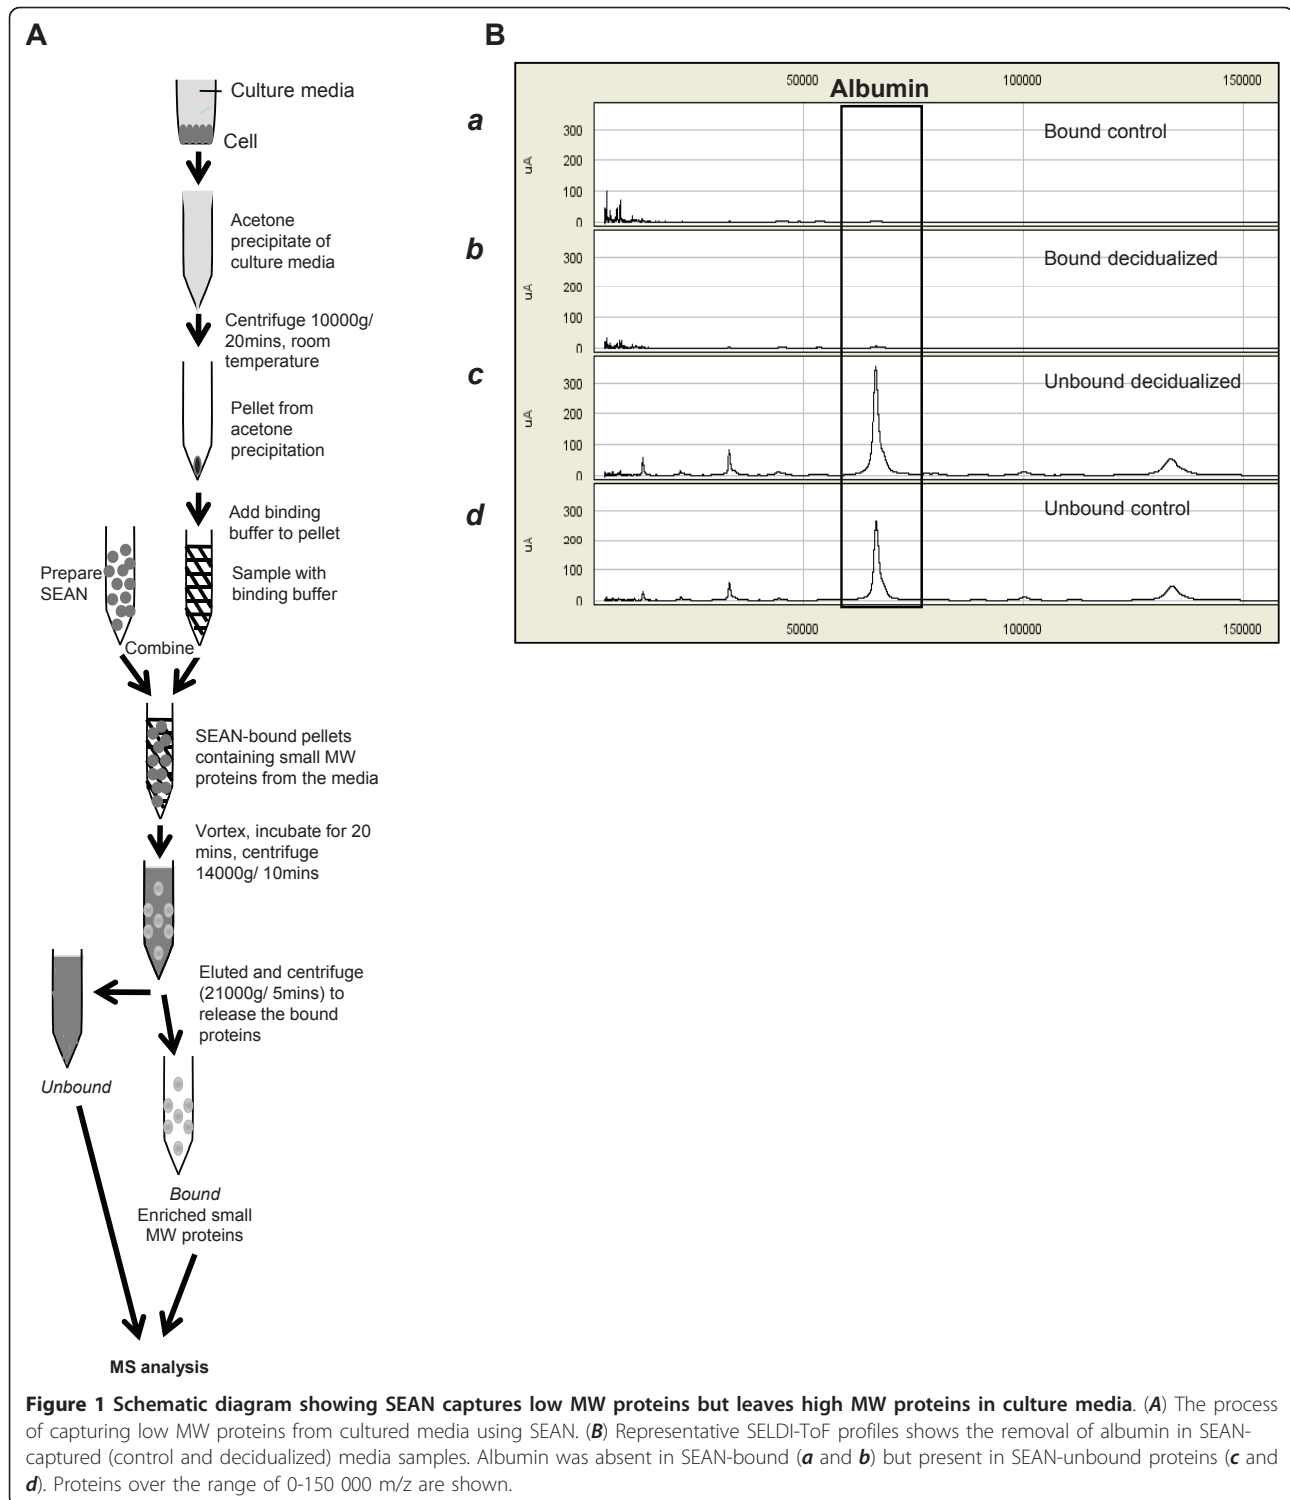 A
Culture media
Cell
Acetone
precipitate of
culture media
Centrifuge 10000g/
20mins, room
temperature
Pellet from
acetone
precipitation
Add binding
buffer to pellet
Prepare
SEAN
Sample with
binding buffer
Combine
SEAN-bound pellets
containing small MW
proteins from the media
Vortex, incubate for 20
mins, centrifuge
14000g/ 10mins
Eluted and centrifuge
(21000g/ 5mins) to
release the bound
proteins
Unbound
Bound
Enriched small
MW proteins
MS analysis
B
50000 100000 150000
Albumin
a
uA
300
200
100
0
Bound control
b
uA
300
200
100
0
Bound decidualized
c
uA
300
200
100
0
Unbound decidualized
d
uA
300
200
100
0
Unbound control
50000 100000 150000
Figure 1 Schematic diagram showing SEAN captures low MW proteins but leaves high MW proteins in culture media. (A) The process
of capturing low MW proteins from cultured media using SEAN. (B) Representative SELDI-ToF profiles shows the removal of albumin in SEAN-
captured (control and decidualized) media samples. Albumin was absent in SEAN-bound (a and b) but present in SEAN-unbound proteins (c and
d). Proteins over the range of 0-150 000 m/z are shown.